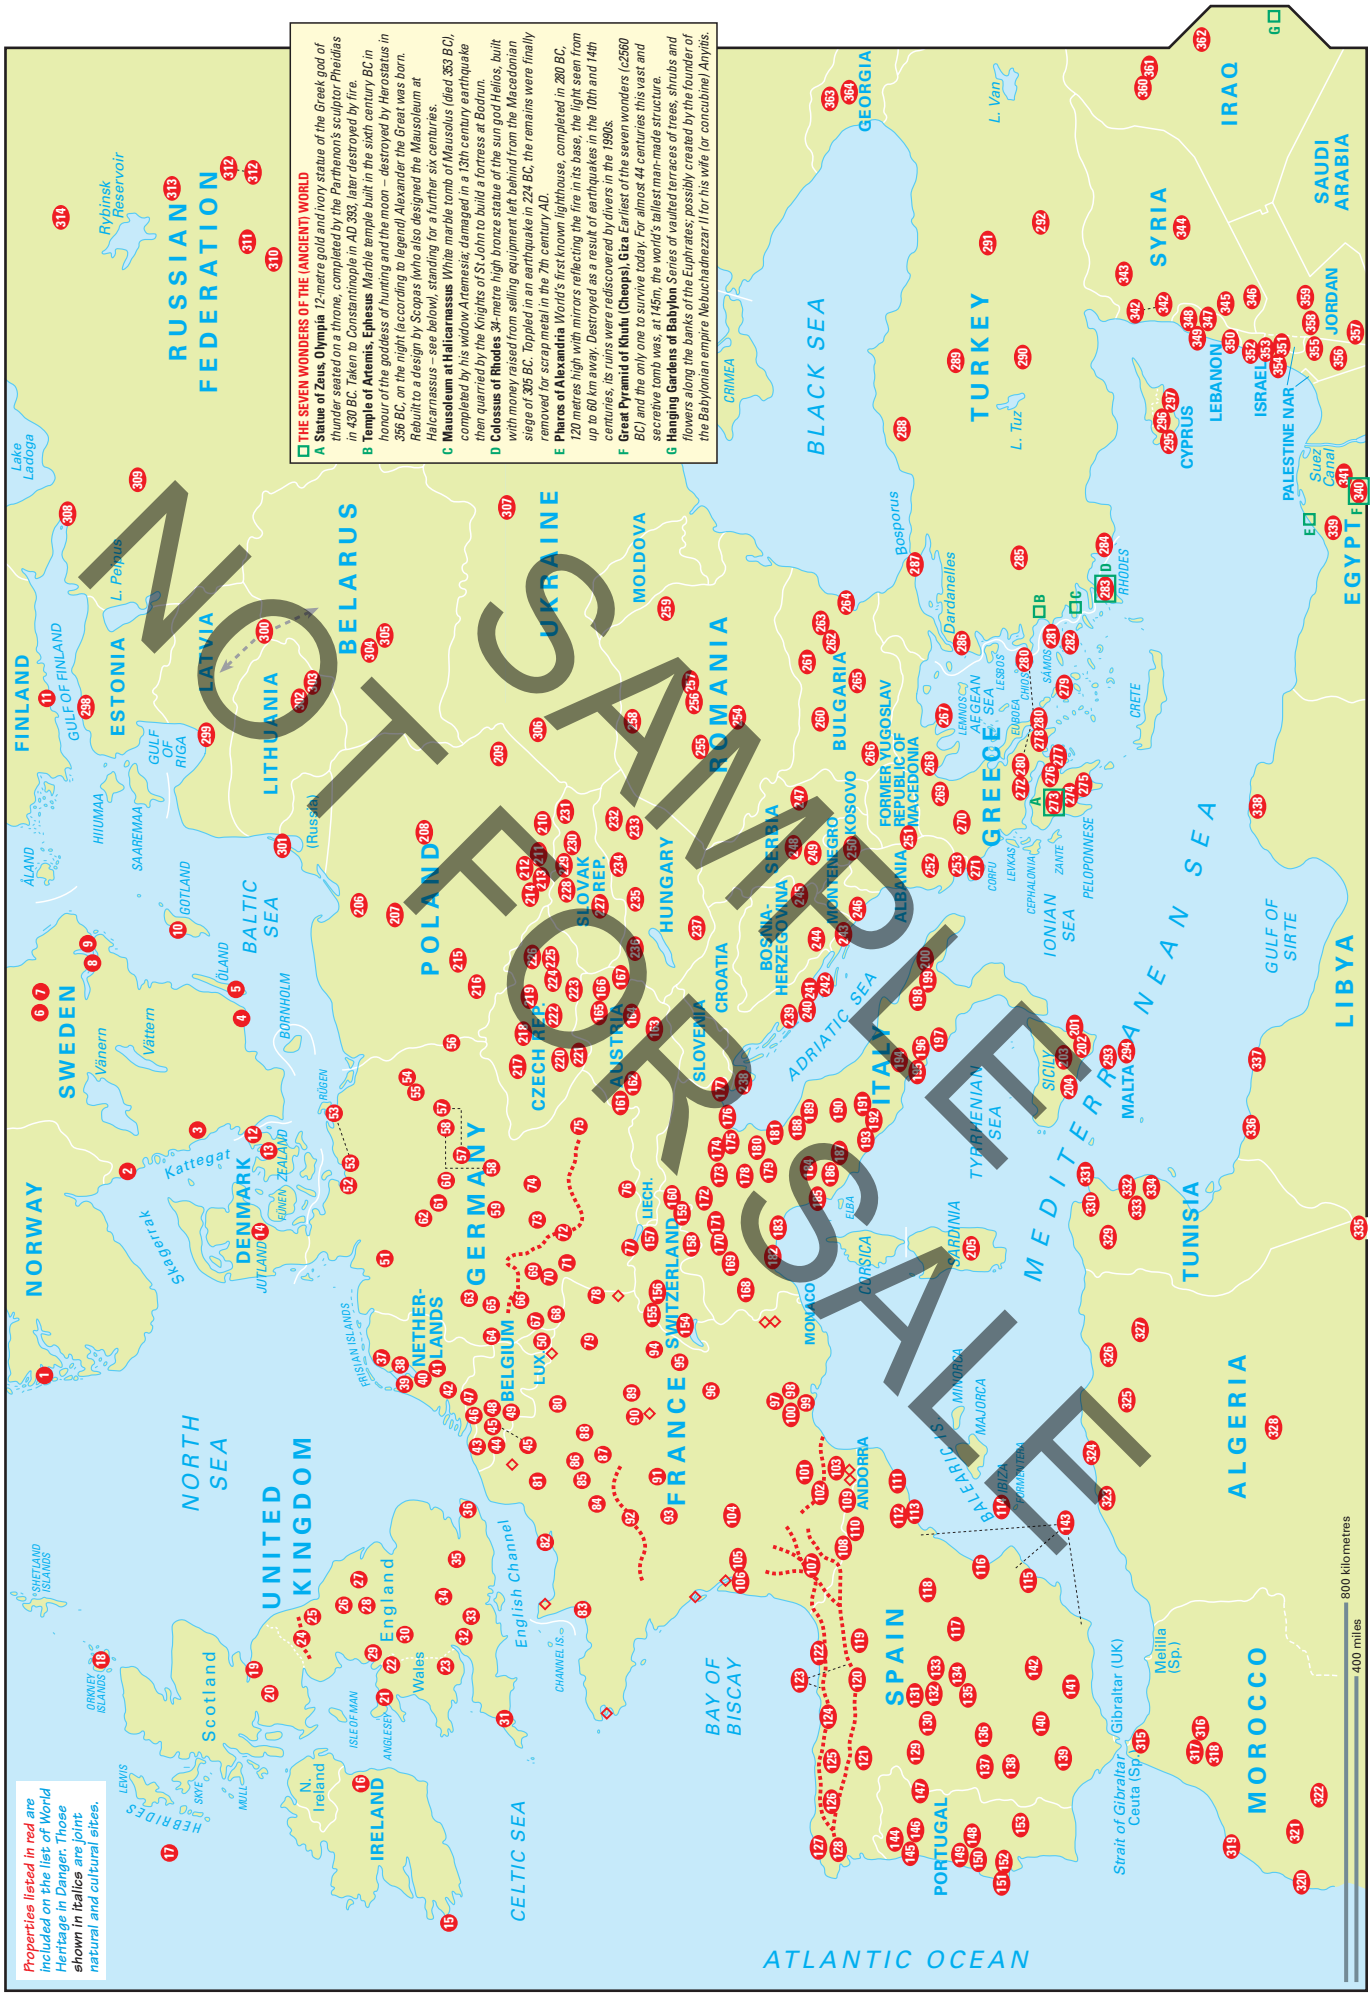 Properties listed in red are
included on the list of World
Heritage in Danger. Those
shown in italics are joint
natural and cultural sites.
THE SEVEN WONDERS OF THE (ANCIENT) WORLD
A Statue of Zeus, Olympia 12-metre gold and ivory statue of the Greek god of
thunder seated on a throne, completed by the Parthenon's sculptor Pheidias
in 430 BC. Taken to Constantinople in AD 393, later destroyed by fire.
B Temple of Artemis, Ephesus Marble temple built in the sixth century BC in
honour of the goddess of hunting and the moon – destroyed by Herostatus in
356 BC, on the night (according to legend) Alexander the Great was born.
Rebuilt to a design by Scopas (who also designed the Mausoleum at
Halcarnassus – see below), standing for a further six centuries.
C Mausoleum at Halicarnassus White marble tomb of Mausolus (died 353 BC),
completed by his widow Artemesia; damaged in a 13th century earthquake
then quarried by the Knights of St John to build a fortress at Bodrun.
D Colossus of Rhodes 34-metre high bronze statue of the sun god Helios, built
with money raised from selling equipment left behind from the Macedonian
siege of 305 BC. Toppled in an earthquake in 224 BC, the remains were finally
removed for scrap metal in the 7th century AD.
E Pharos of Alexandria World's first known lighthouse, completed in 280 BC,
120 metres high with mirrors reflecting the fire in its base, the light seen from
up to 60 km away. Destroyed as a result of earthquakes in the 10th and 14th
centuries, its ruins were rediscovered by divers in the 1990s.
F Great Pyramid of Khufu (Cheops), Giza Earliest of the seven wonders (c2560
BC) and the only one to survive today. For almost 44 centuries this vast and
secretive tomb was, at 145m, the world's tallest man-made structure.
G Hanging Gardens of Babylon Series of vaulted terraces of trees, shrubs and
flowers along the banks of the Euphrates; possibly created by the founder of
the Babylonian empire Nebuchadnezzar II for his wife (or concubine) Anyitis.
NOT
FOR
SALE
SAMPLE
NORWAY
SWEDEN
FINLAND
RUSSIAN
FEDERATION
Rybinsk
Reservoir
Lake
Ladoga
L. Peipus
GULF OF FINLAND
ESTONIA
LATVIA
LITHUANIA
BELARUS
(Russia)
GULF
OF
RIGA
HIIUMAA
SAAREMAA
ÅLAND
GOTLAND
ÖLAND
BALTIC
SEA
BORNHOLM
RÜGEN
Vänern
Vättern
Kattegat
Skagerrak
DENMARK
JUTLAND
FÜNEN
ZEALAND
NORTH
SEA
SHETLAND
ISLANDS
ORKNEY
ISLANDS
LEWIS
HEBRIDES
SKYE
MULL
Scotland
UNITED
KINGDOM
England
Wales
ISLE OF MAN
ANGLESEY
N.
Ireland
IRELAND
CELTIC SEA
English Channel
CHANNEL IS.
FRISIAN ISLANDS
NETHER-
LANDS
BELGIUM
LUX.
GERMANY
POLAND
CZECH REP.
SLOVAK
REP.
UKRAINE
MOLDOVA
AUSTRIA
LIECH.
SWITZERLAND
FRANCE
HUNGARY
ROMANIA
SLOVENIA
CROATIA
BOSNA-
HERZEGOVINA
SERBIA
MONTENEGRO
KOSOVO
BULGARIA
FORMER YUGOSLAV
REPUBLIC OF
MACEDONIA
ALBANIA
GREECE
ITALY
MONACO
ELBA
CORSICA
SARDINIA
SICILY
MALTA
ADRIATIC SEA
TYRRHENIAN
SEA
IONIAN
SEA
AEGEAN
SEA
CORFU
LEVKAS
CEPHALONIA
ZANTE
PELOPONNESE
EUBOEA
LEMNOS
LESBOS
CHIOS
SÁMOS
CRETE
RHODES
Dardanelles
Bosporus
BLACK SEA
CRIMEA
GEORGIA
TURKEY
L. Tuz
L. Van
CYPRUS
SYRIA
LEBANON
ISRAEL
PALESTINE NAR
JORDAN
IRAQ
SAUDI
ARABIA
Suez
Canal
EGYPT
LIBYA
GULF OF
SIRTE
MEDITERRANEAN SEA
TUNISIA
ALGERIA
MOROCCO
Melilla
(Sp.)
Ceuta (Sp.)
Gibraltar (UK)
Strait of Gibraltar
BAY OF
BISCAY
ANDORRA
SPAIN
PORTUGAL
BALEARIC IS
MINORCA
MAJORCA
IBIZA
FORMENTERA
ATLANTIC OCEAN
800 kilometres
400 miles